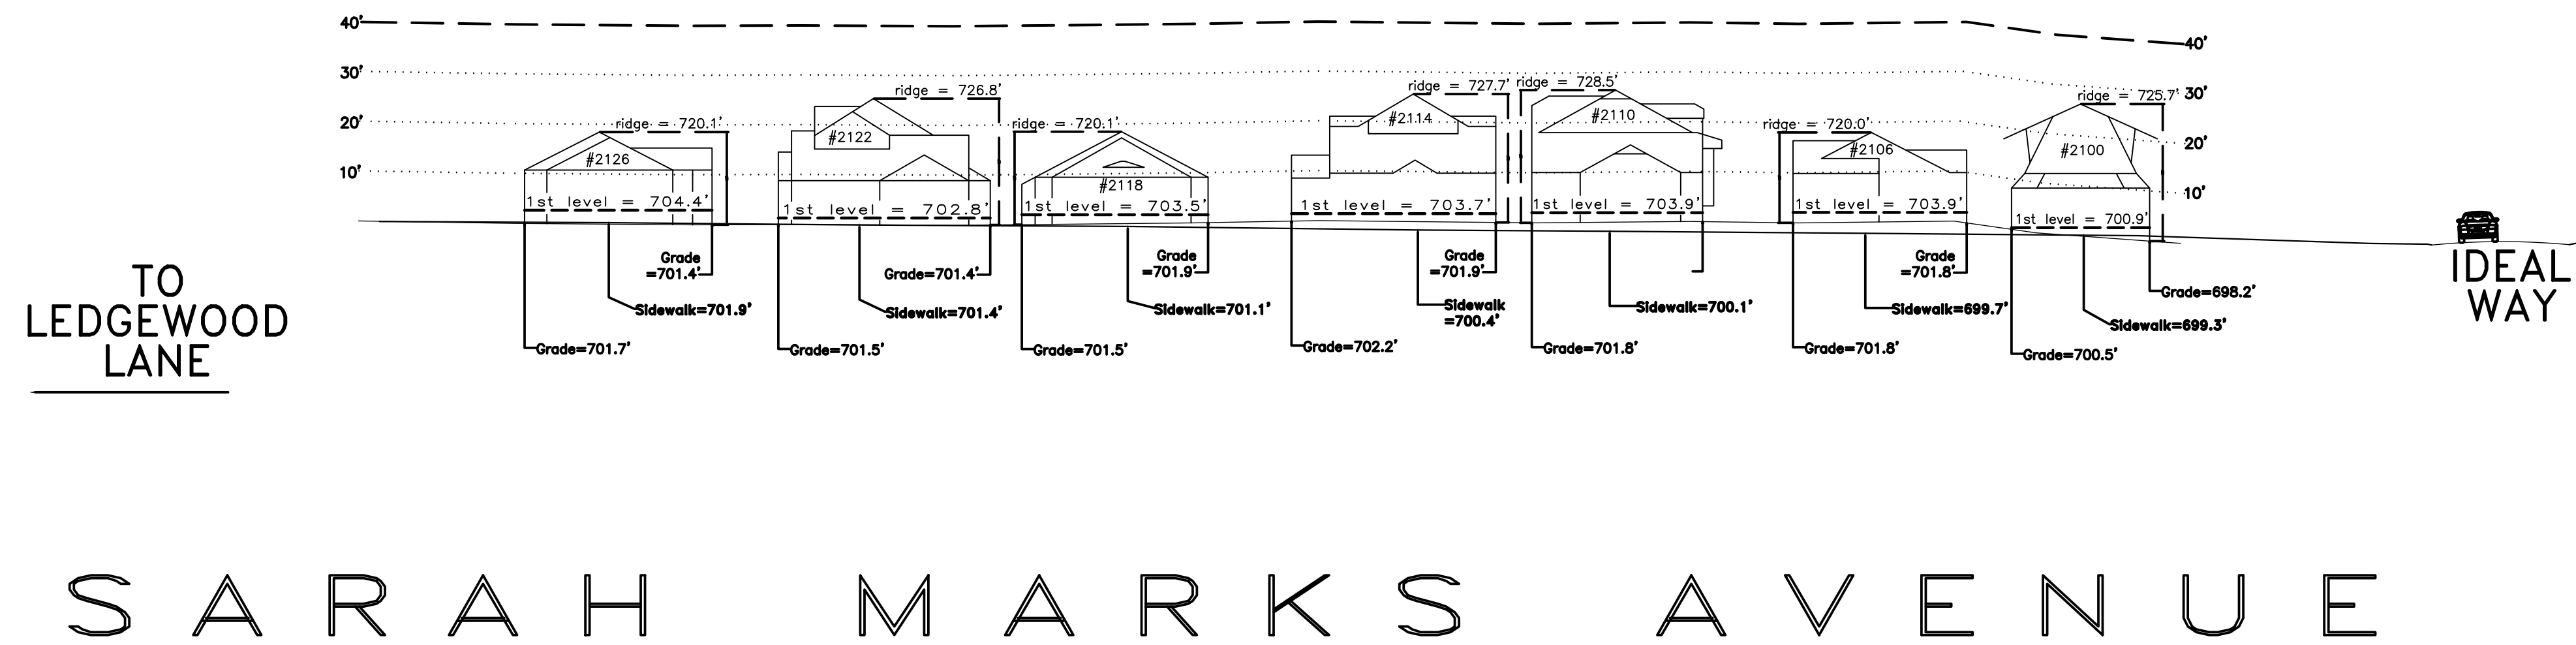 40'
40'
30'
30'
20'
20'
10'
10'
ridge = 720.1'
#2126
1st level = 704.4'
Grade
=701.4'
Sidewalk=701.9'
Grade=701.7'
ridge = 726.8'
#2122
1st level = 702.8'
Grade=701.4'
Sidewalk=701.4'
Grade=701.5'
ridge = 720.1'
#2118
1st level = 703.5'
Grade
=701.9'
Sidewalk=701.1'
Grade=701.5'
ridge = 727.7'
#2114
1st level = 703.7'
Grade
=701.9'
Sidewalk
=700.4'
Grade=702.2'
ridge = 728.5'
#2110
1st level = 703.9'
Sidewalk=700.1'
Grade=701.8'
ridge = 720.0'
#2106
1st level = 703.9'
Grade
=701.8'
Sidewalk=699.7'
Grade=701.8'
ridge = 725.7'
#2100
1st level = 700.9'
Grade=698.2'
Sidewalk=699.3'
Grade=700.5'
TO
LEDGEWOOD
LANE
IDEAL
WAY
SARAH MARKS AVENUE